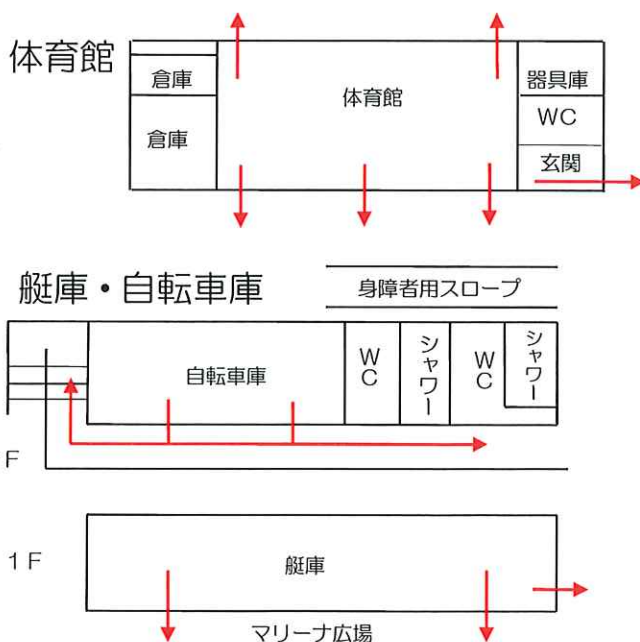 体育館
倉庫
倉庫
体育館
器具庫
WC
玄関
艇庫・自転車庫
身障者用スロープ
自転車庫
WC
シャワー
WC
シャワー
F
1F
艇庫
マリーナ広場